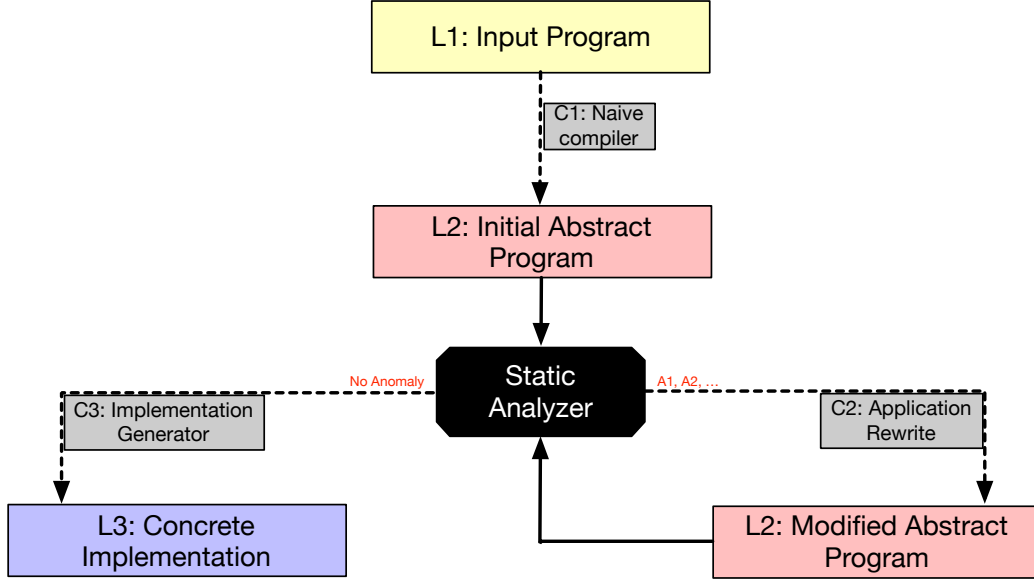 L1: Input Program
C1: Naive
compiler
L2: Initial Abstract
Program
Static
Analyzer
No Anomaly
A1, A2, ...
C3: Implementation
Generator
C2: Application
Rewrite
L3: Concrete
Implementation
L2: Modified Abstract
Program